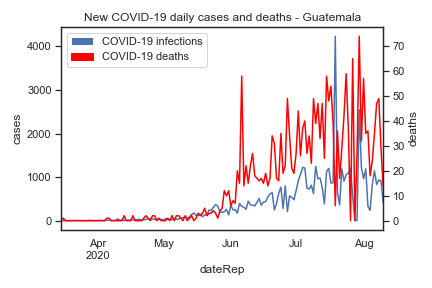 New COVID-19 daily cases and deaths - Guatemala
COVID-19 infections
COVID-19 deaths
cases
4000
3000
2000
1000
0
deaths
70
60
50
40
30
20
10
0
Apr
2020
May
Jun
Jul
Aug
dateRep